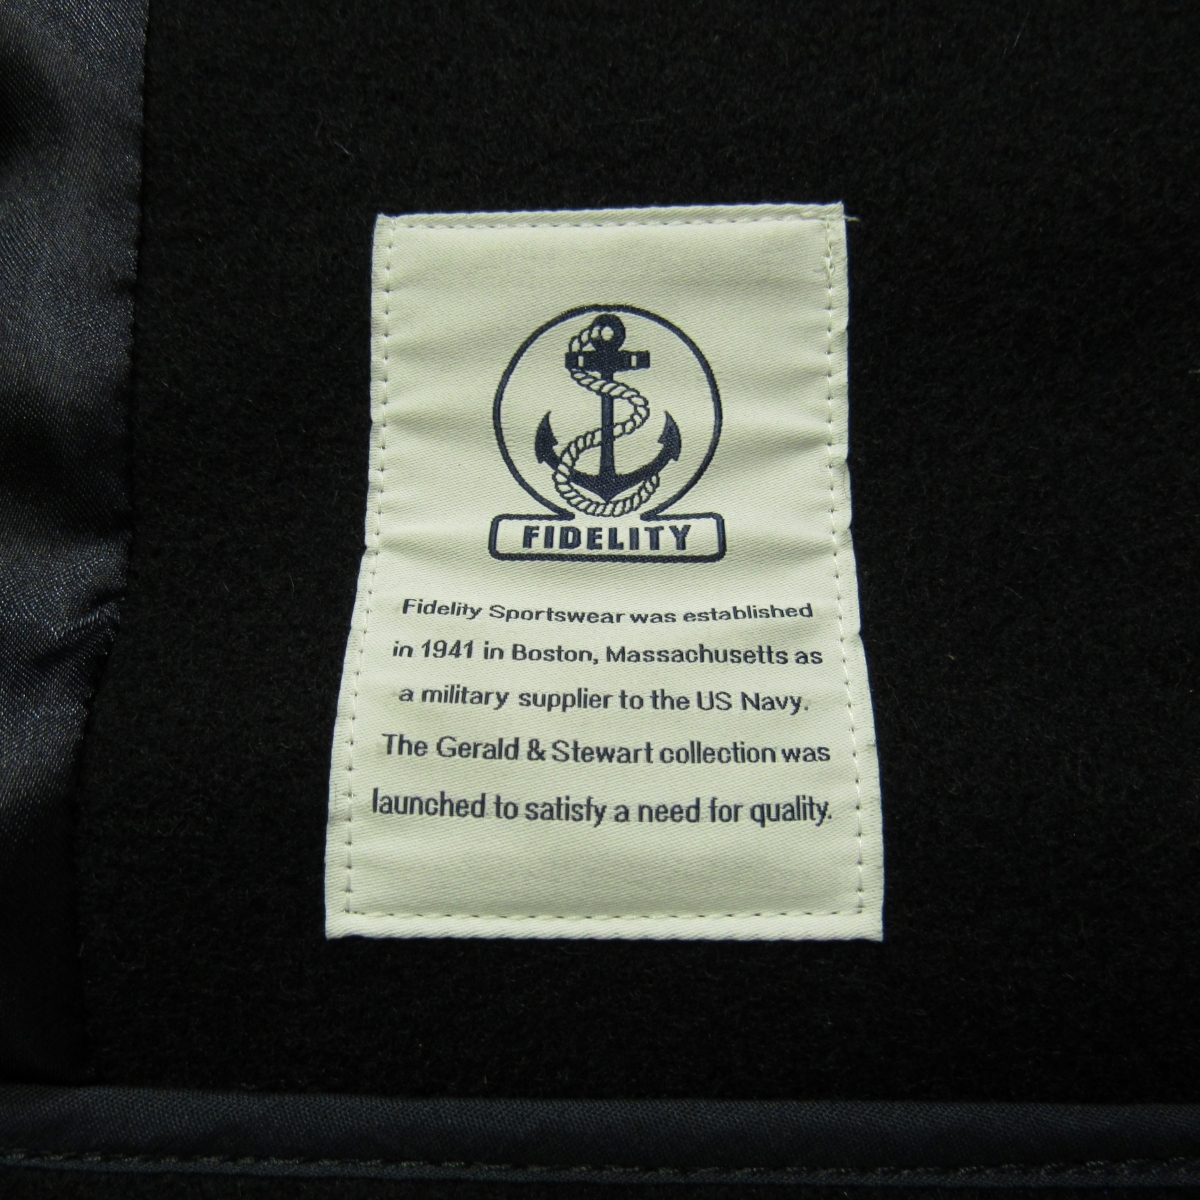 FIDELITY
Fidelity Sportswear was established
in 1941 in Boston, Massachusetts as
a military supplier to the US Navy.
The Gerald & Stewart collection was
launched to satisfy a need for quality.